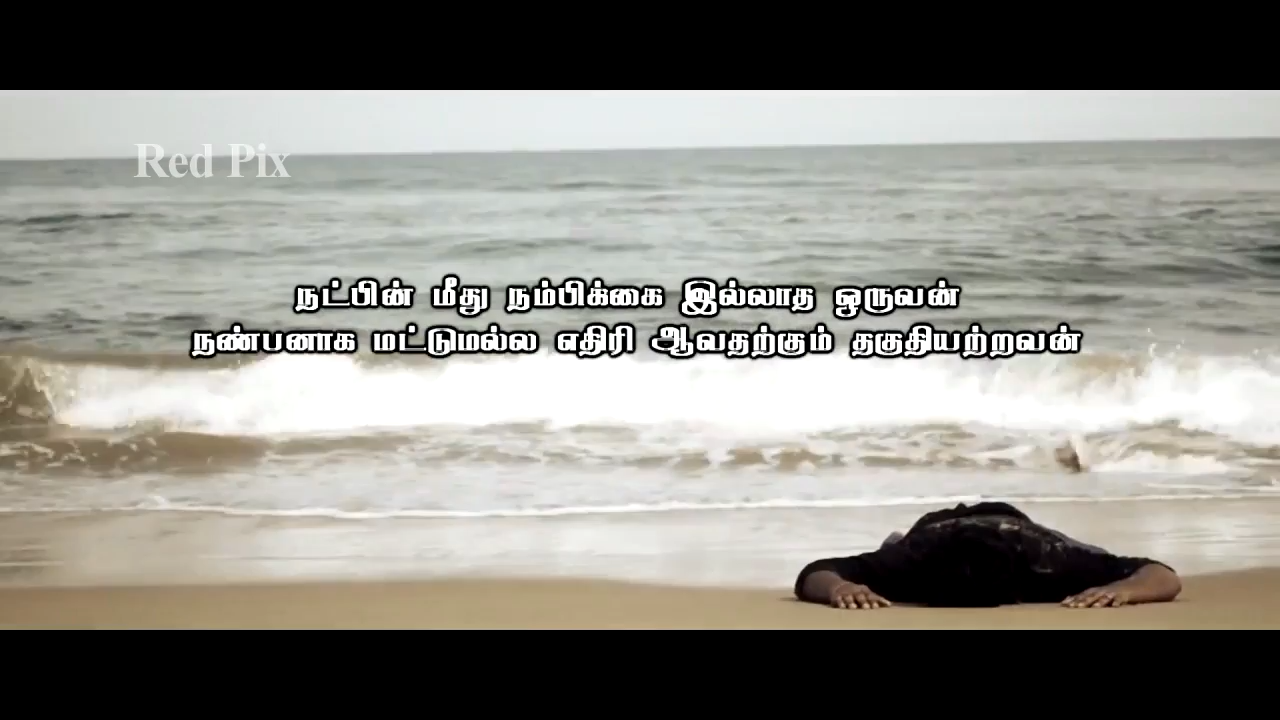 Red Pix
நட்பின் மீது நம்பிக்கை இல்லாத ஒருவன்
நண்பனாக மட்டுமல்ல எதிரி ஆவதற்கும் தகுதியற்றவன்